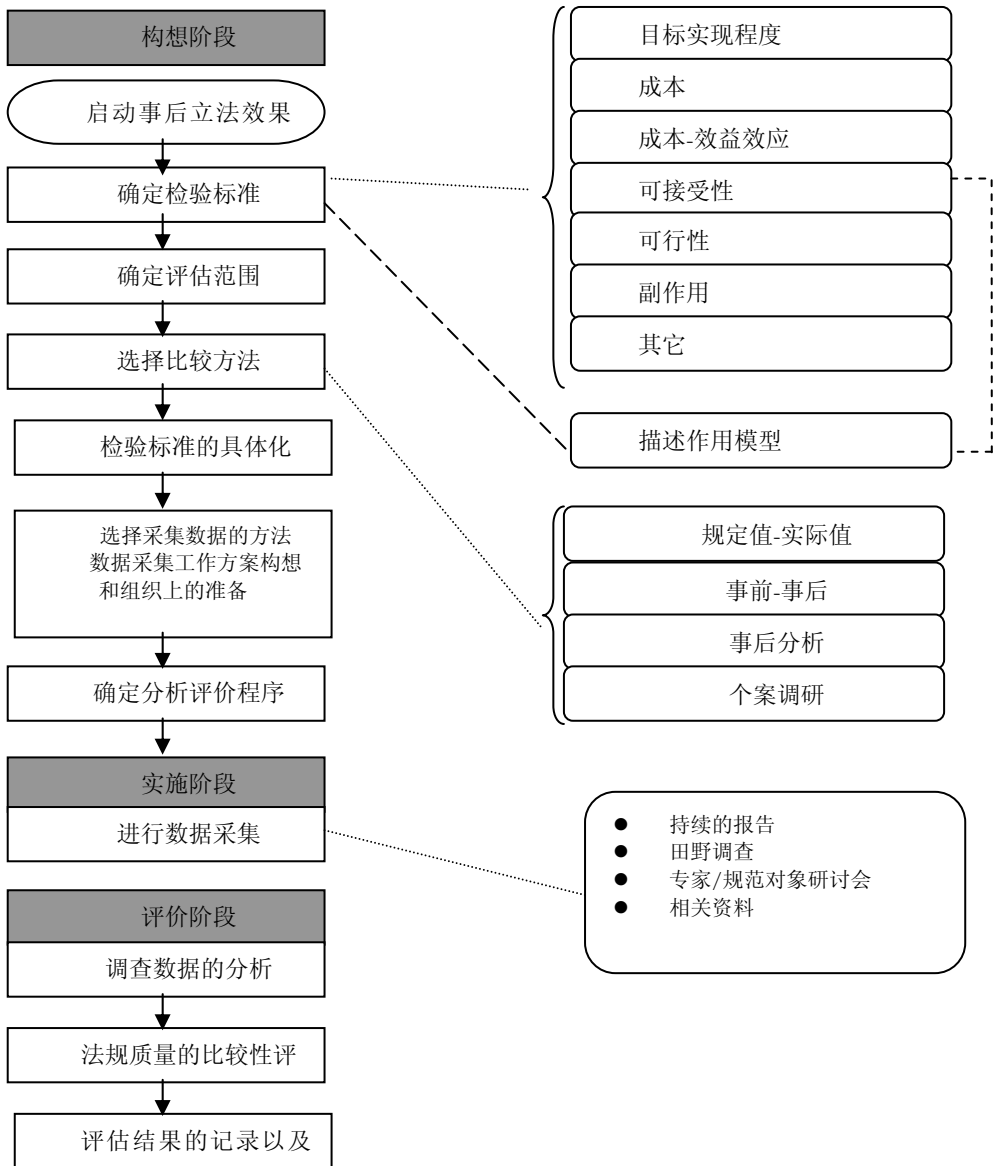 构想阶段
启动事后立法效果
确定检验标准
确定评估范围
选择比较方法
检验标准的具体化
选择采集数据的方法
数据采集工作方案构想
和组织上的准备
确定分析评价程序
实施阶段
进行数据采集
评价阶段
调查数据的分析
法规质量的比较性评
评估结果的记录以及
目标实现程度
成本
成本-效益效应
可接受性
可行性
副作用
其它
描述作用模型
规定值-实际值
事前-事后
事后分析
个案调研
● 持续的报告
● 田野调查
● 专家/规范对象研讨会
● 相关资料